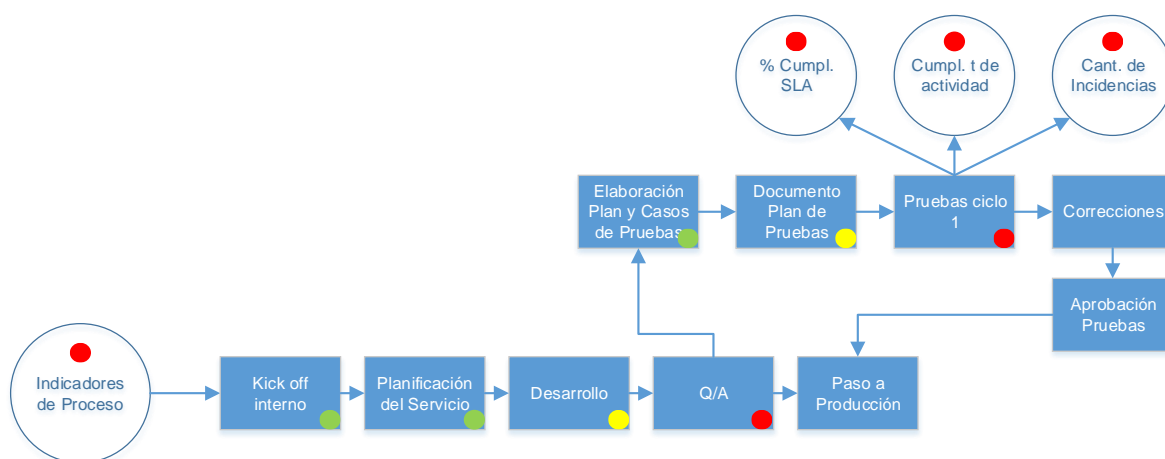 % Cumpl.
SLA
Cumpl. t de
actividad
Cant. de
Incidencias
Elaboración
Plan y Casos
de Pruebas
Documento
Plan de
Pruebas
Pruebas ciclo
1
Correcciones
Aprobación
Pruebas
Indicadores
de Proceso
Kick off
interno
Planificación
del Servicio
Desarrollo
Q/A
Paso a
Producción